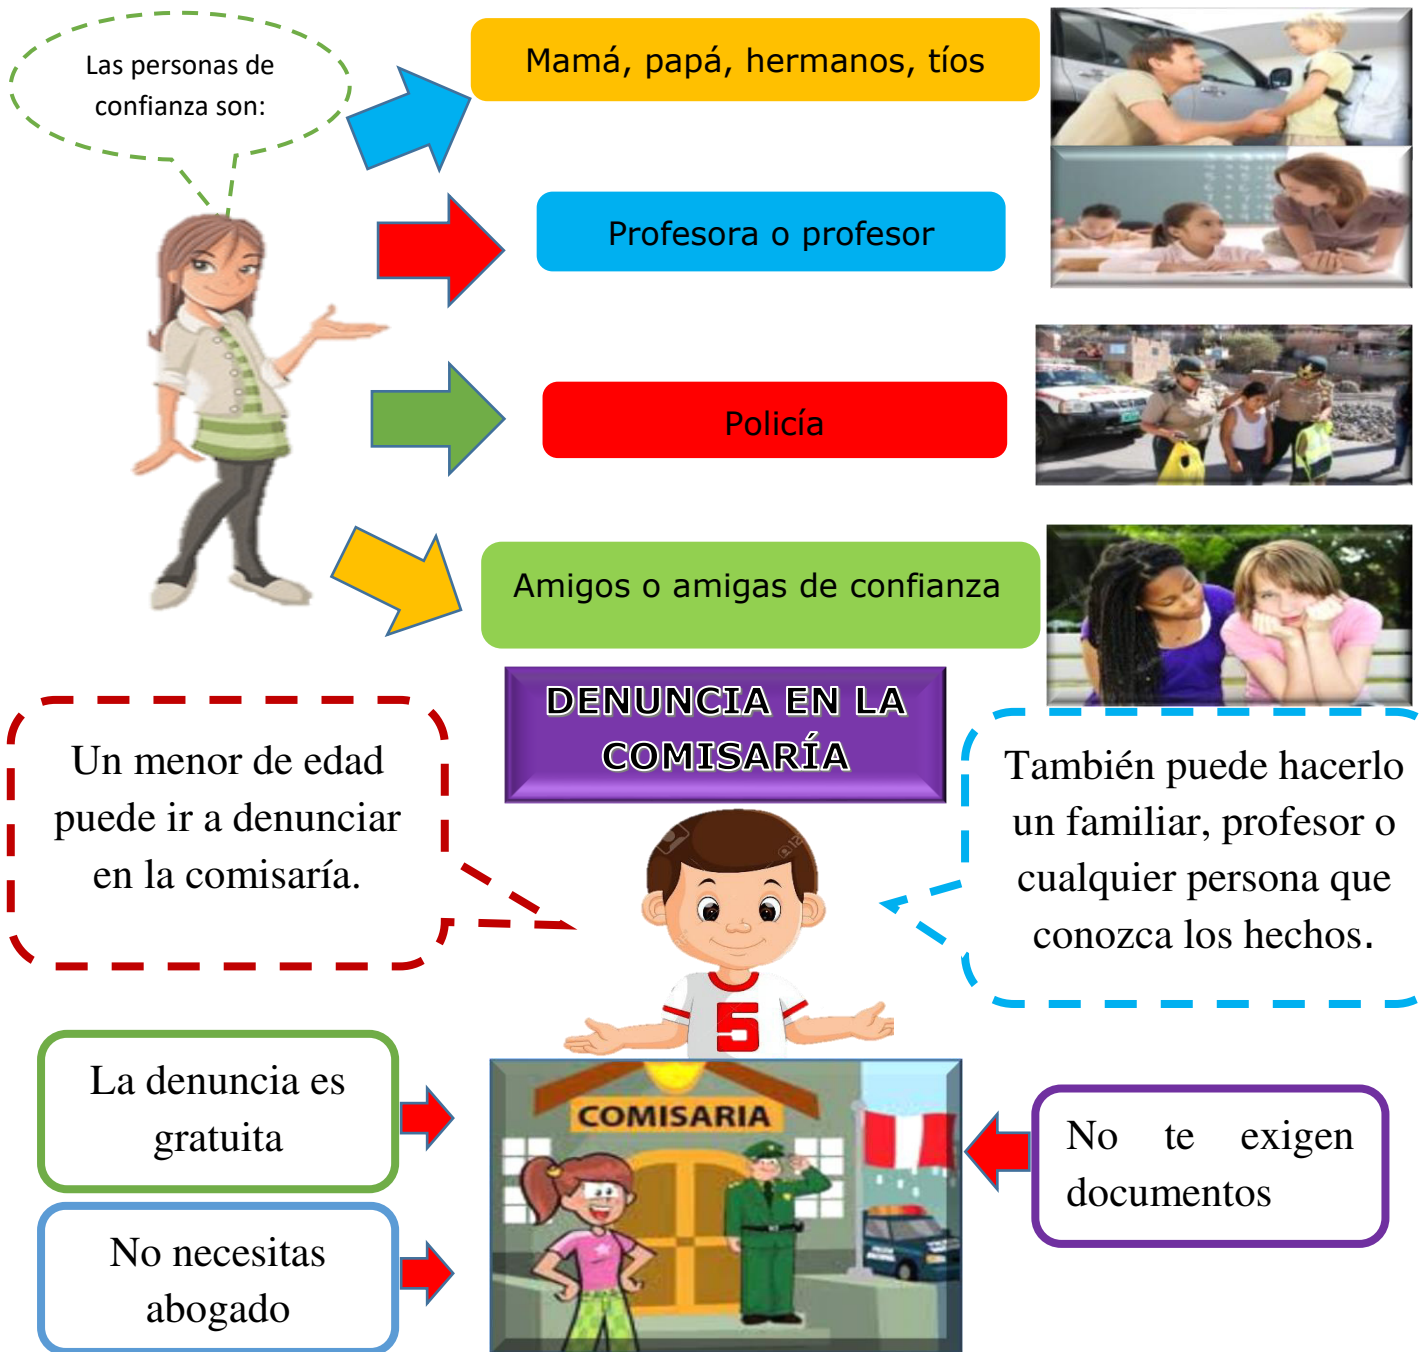 Las personas de
confianza son:
Mamá, papá, hermanos, tíos
Profesora o profesor
Policía
Amigos o amigas de confianza
DENUNCIA EN LA
COMISARÍA
Un menor de edad
puede ir a denunciar
en la comisaría.
También puede hacerlo
un familiar, profesor o
cualquier persona que
conozca los hechos.
5
La denuncia es
gratuita
No necesitas
abogado
COMISARIA
No te exigen
documentos